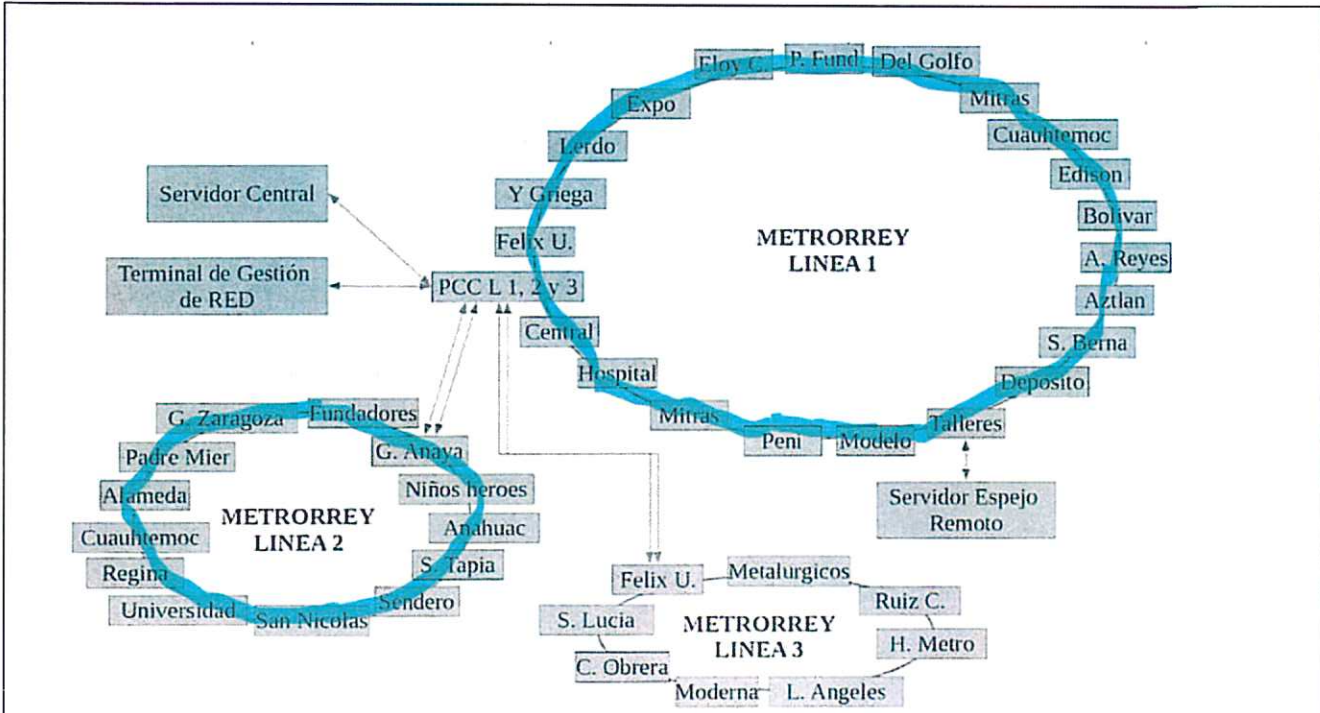 Eloy C.
P. Fund
Del Golfo
Expo
Mitras
Lerdo
Cuauhtemoc
Servidor Central
Edison
Y Griega
Bolivar
Felix U.
METRORREY
LINEA 1
A. Reyes
Terminal de Gestión
de RED
PCC L 1, 2 y 3
Aztlan
Central
S. Berna
Hospital
Deposito
Mitras
Talleres
Peni
Modelo
Servidor Espejo
Remoto
G. Zaragoza
Fundadores
Padre Mier
G. Anaya
Alameda
Niños heroes
METRORREY
LINEA 2
Cuauhtemoc
Anahuac
Regina
S. Tapia
Universidad
San Nicolas
Sendero
Felix U.
Metalurgicos
Ruiz C.
S. Lucia
METRORREY
LINEA 3
H. Metro
C. Obrera
Moderna
L. Angeles